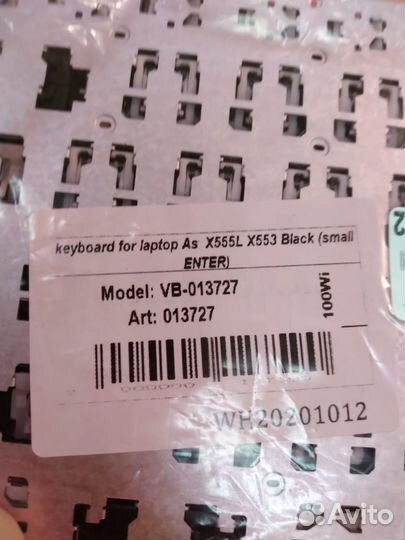 keyboard for laptop As X555L X553 Black (small
ENTER)
Model: VB-013727
Art: 013727
100Wi
WH20201012
Avito